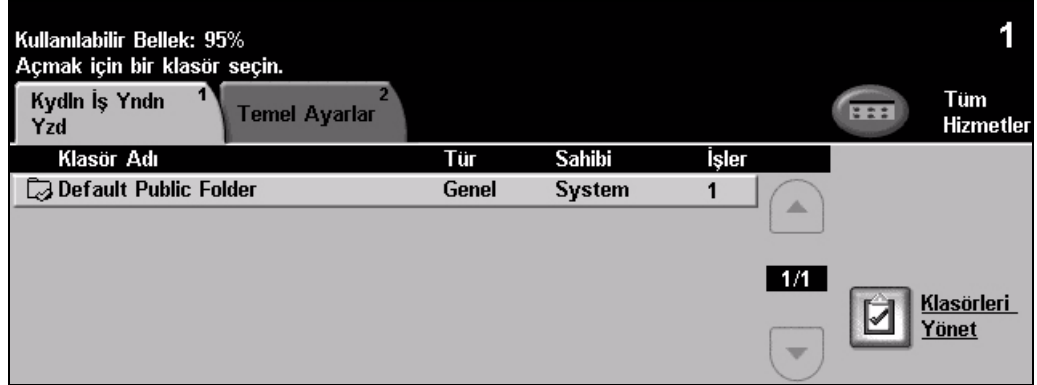 Kullanılabilir Bellek: 95%
1
Açmak için bir klasör seçin.
Kydln İş Yndn Yzd
1
Temel Ayarlar
2
Tüm Hizmetler
Klasör Adı Tür Sahibi İşler
Default Public Folder Genel System 1
1/1
Klasörleri Yönet